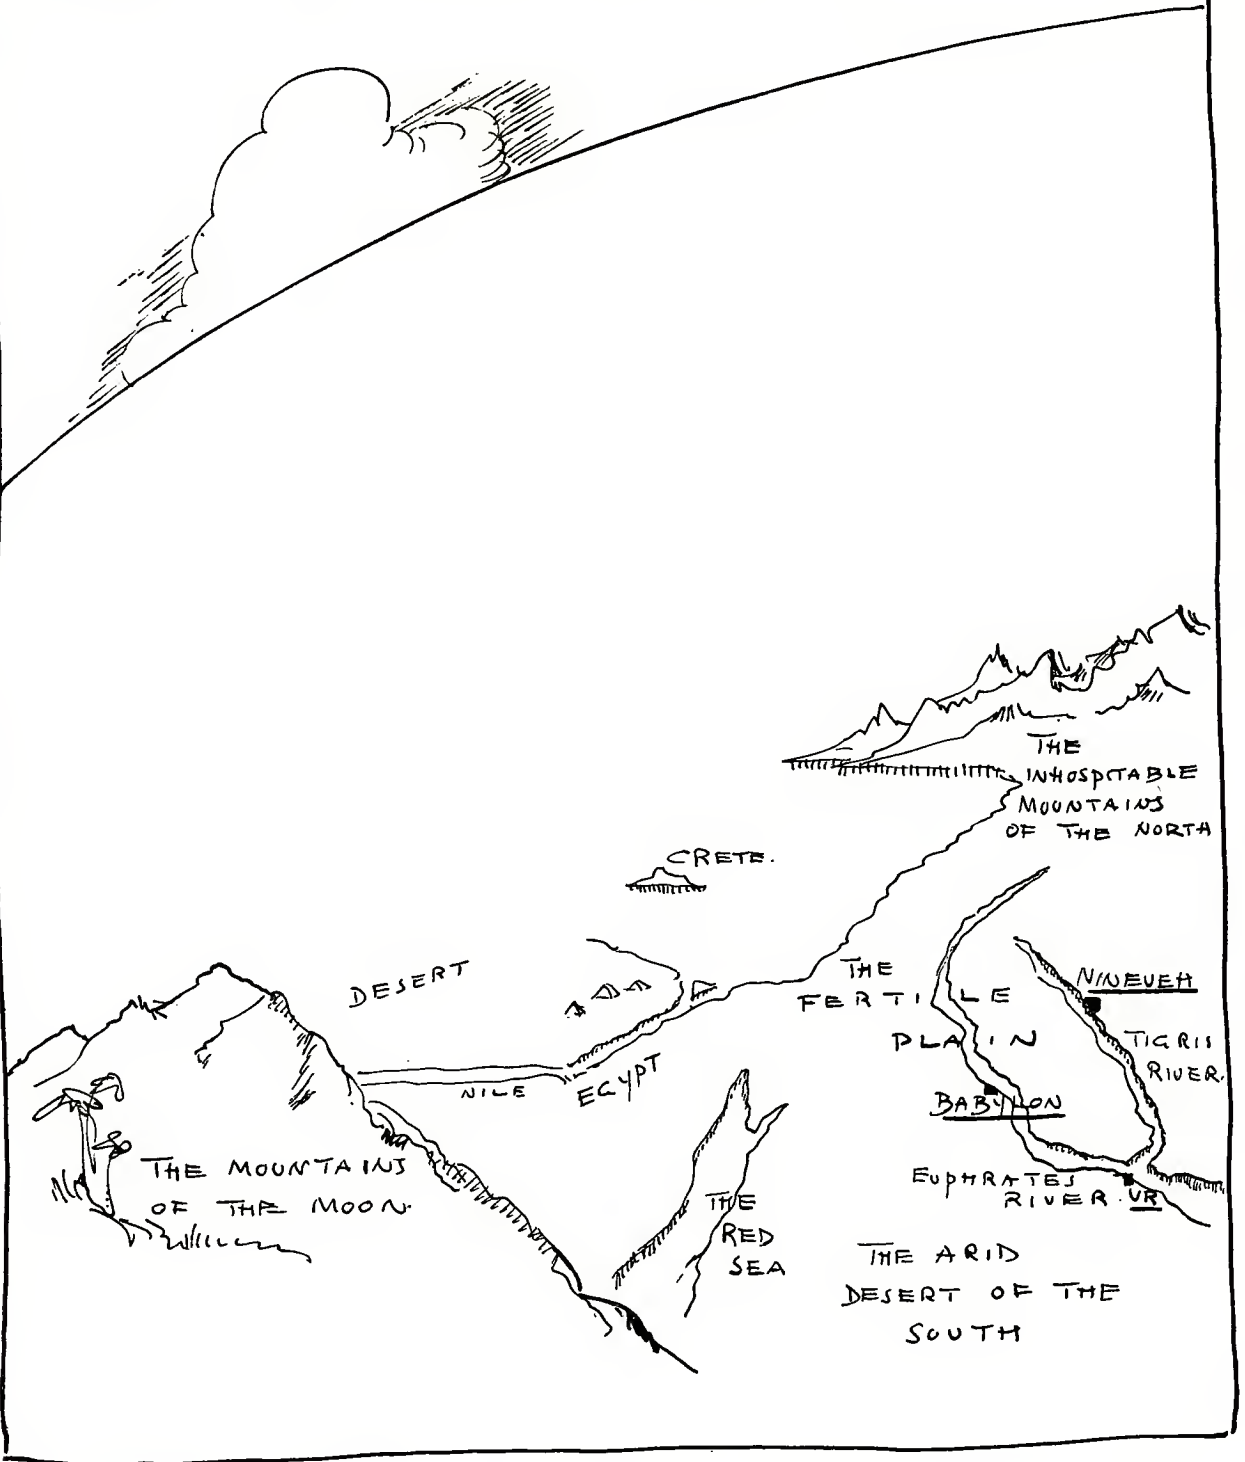 THE
INHOSPITABLE
MOUNTAINS
OF THE NORTH
CRETE.
DESERT
THE
FERTILE
PLAIN
NINEVEH
TIGRIS
RIVER.
NILE
EGYPT
BABYLON
THE MOUNTAINS
OF THE MOON.
EUPHRATES
RIVER.
UR
THE
RED
SEA
THE ARID
DESERT OF THE
SOUTH